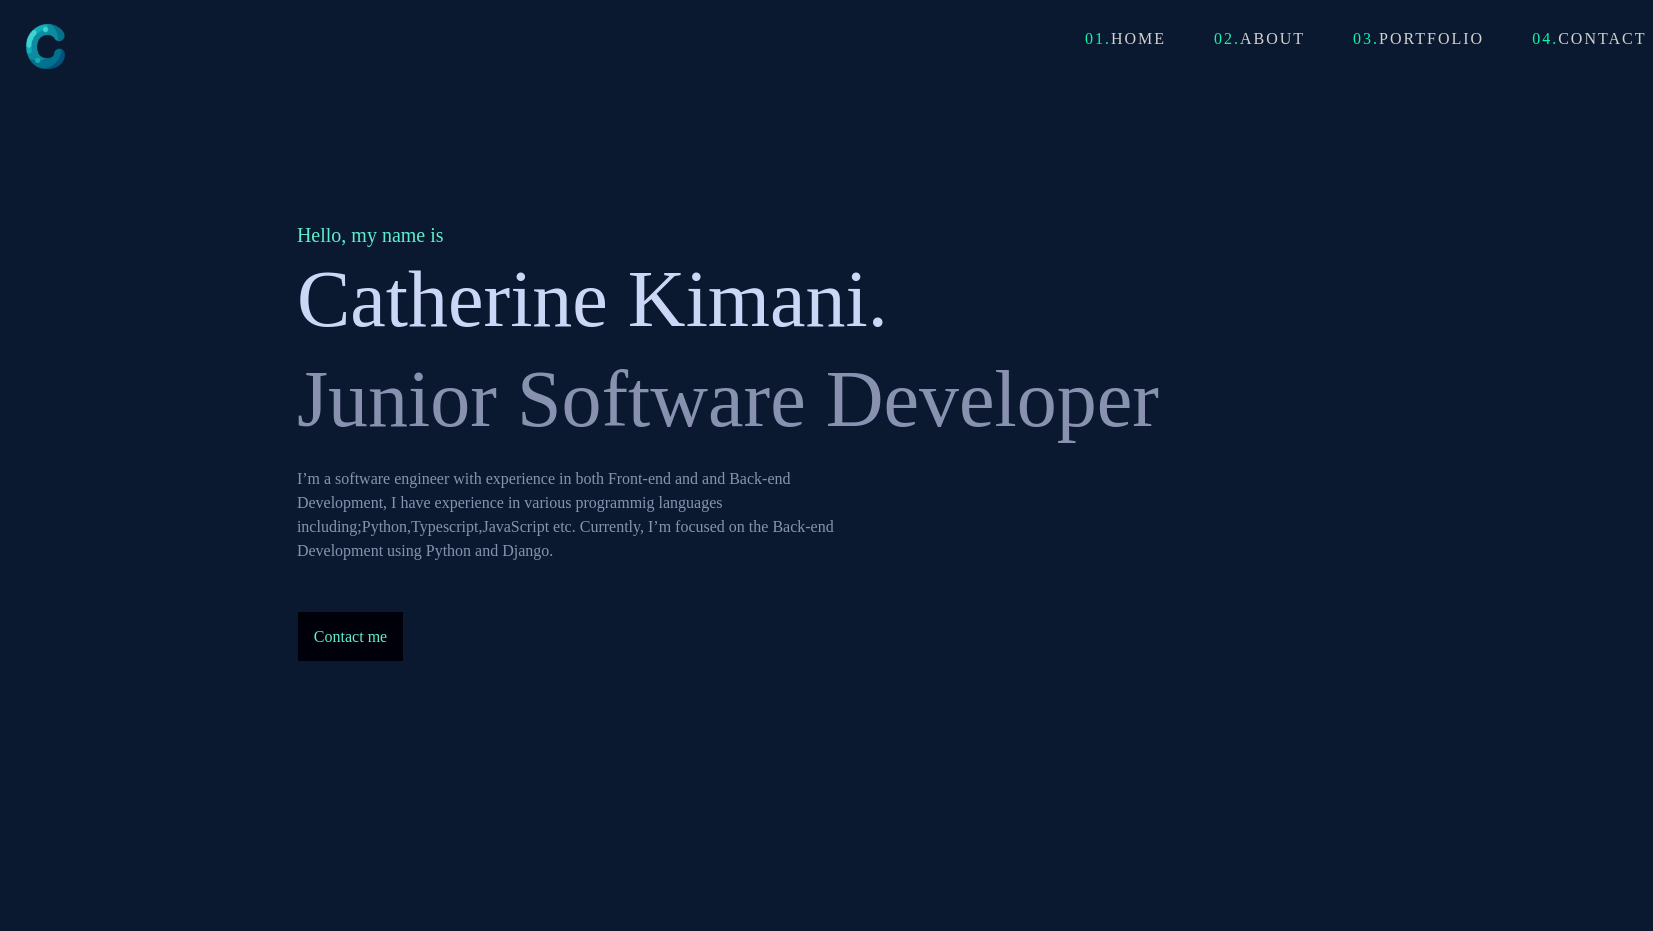 C
01.HOME 02.ABOUT 03.PORTFOLIO 04.CONTACT
Hello, my name is
Catherine Kimani.
Junior Software Developer
I’m a software engineer with experience in both Front-end and and Back-end
Development, I have experience in various programmig languages
including;Python,Typescript,JavaScript etc. Currently, I’m focused on the Back-end
Development using Python and Django.
Contact me